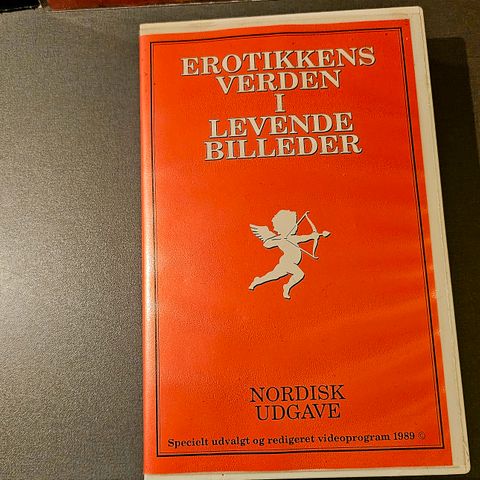 EROTIKKENS
VERDEN
I
LEVENDE
BILLEDER
NORDISK
UDGAVE
Specielt udvalgt og redigeret videoprogram 1989 ©